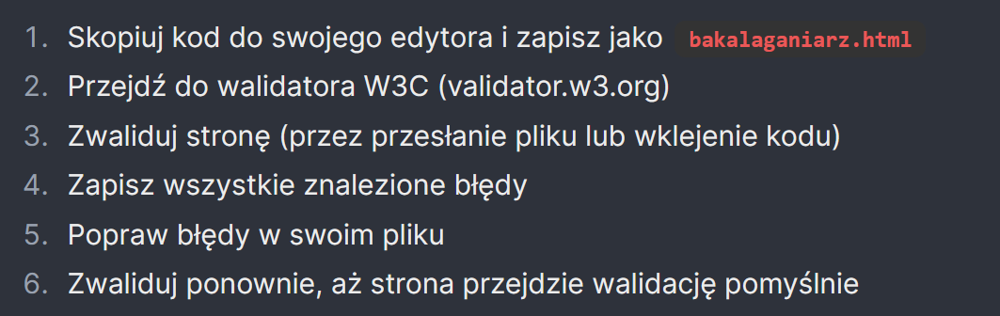 1. Skopiuj kod do swojego edytora i zapisz jako bakalaganiarz.html
2. Przejdź do walidatora W3C (validator.w3.org)
3. Zwaliduj stronę (przez przesłanie pliku lub wklejenie kodu)
4. Zapisz wszystkie znalezione błędy
5. Popraw błędy w swoim pliku
6. Zwaliduj ponownie, aż strona przejdzie walidację pomyślnie